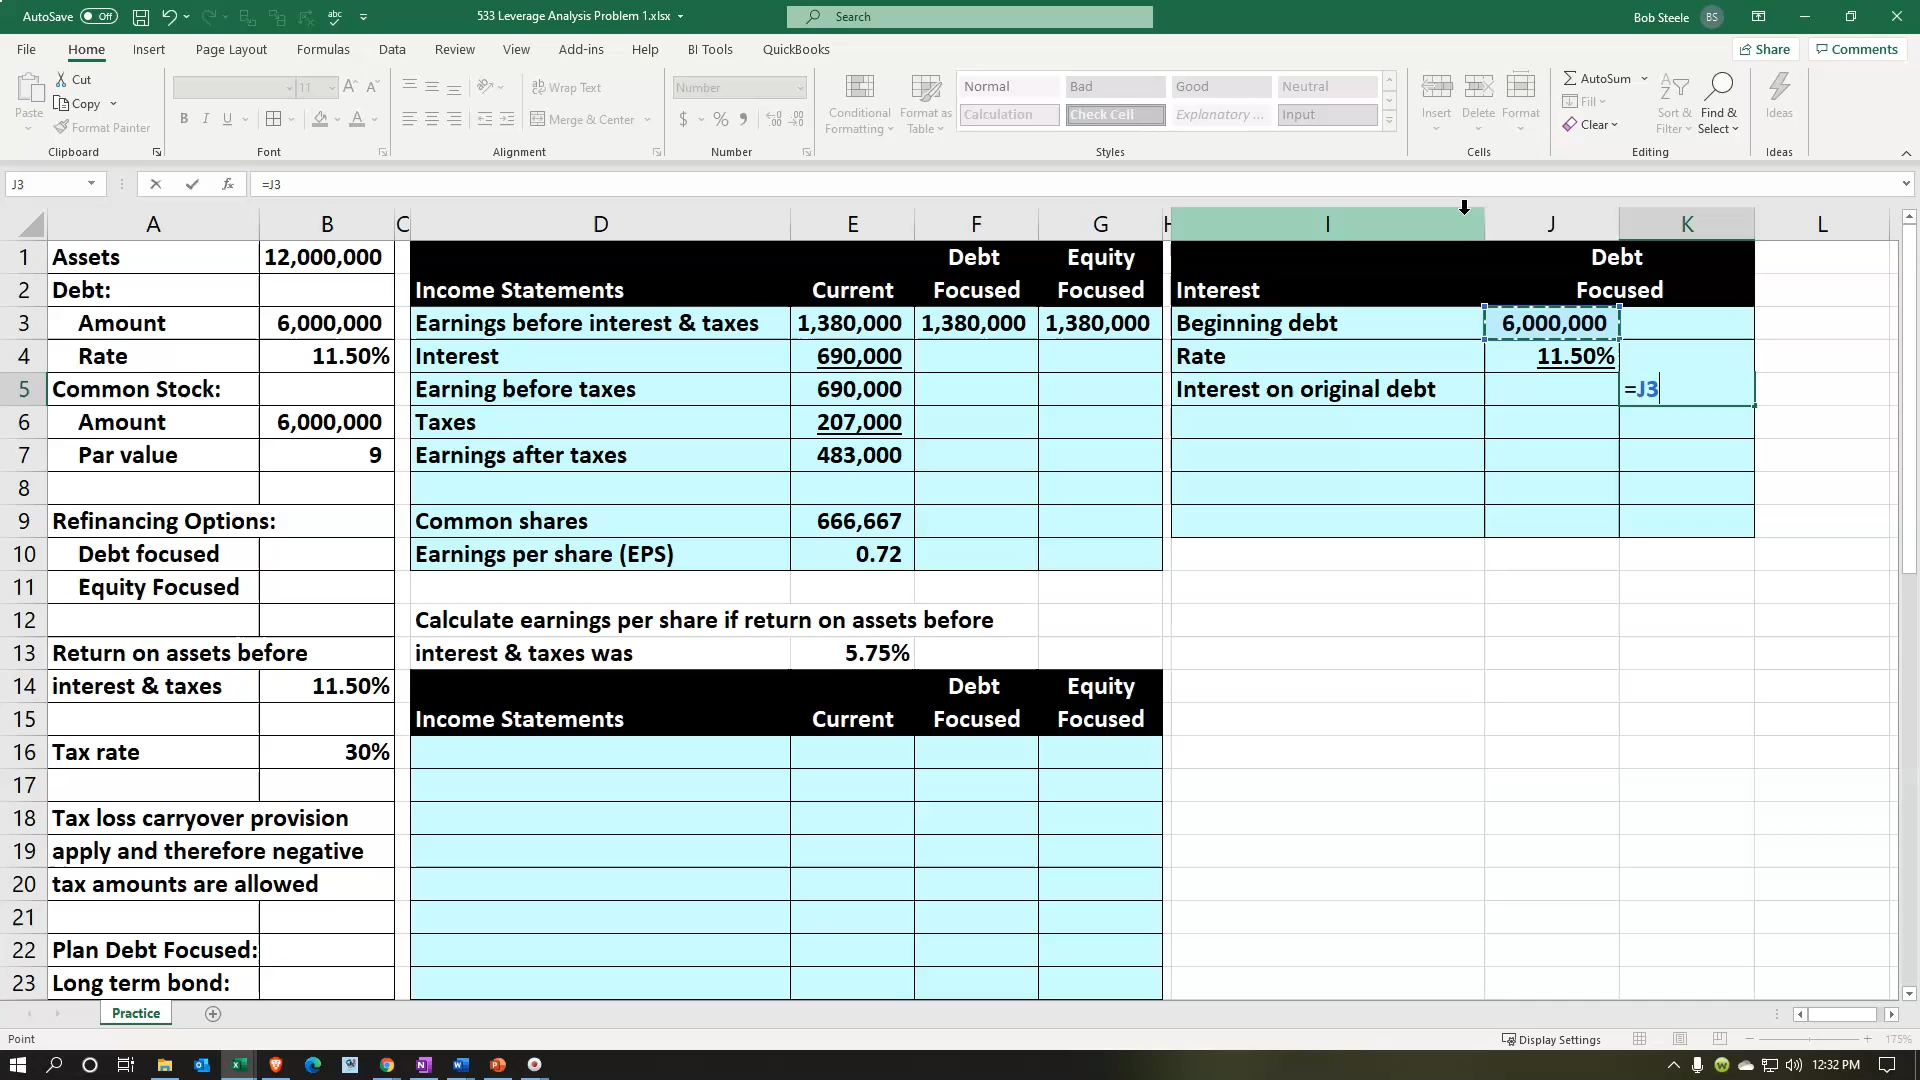 AutoSave Off abc 533 Leverage Analysis Problem 1.xlsx Search Bob Steele BS
File Home Insert Page Layout Formulas Data Review View Add-ins Help BI Tools QuickBooks Share Comments
Paste Cut Copy Format Painter Clipboard
11 A A B I U A Font
ab Wrap Text Merge & Center Alignment
Number $ % Number
Conditional Formatting Format as Table
Normal Bad Good Neutral
Calculation Check Cell Explanatory ... Input
Styles
Insert Delete Format Cells
AutoSum Fill Clear Sort & Filter Find & Select Editing
Ideas Ideas
J3 fx =J3
A B C D E F G H I J K L
1 Assets 12,000,000 Debt Equity Debt
2 Debt: Income Statements Current Focused Focused Interest Focused
3 Amount 6,000,000 Earnings before interest & taxes 1,380,000 1,380,000 1,380,000 Beginning debt 6,000,000
4 Rate 11.50% Interest 690,000 Rate 11.50%
5 Common Stock: Earning before taxes 690,000 Interest on original debt =J3
6 Amount 6,000,000 Taxes 207,000
7 Par value 9 Earnings after taxes 483,000
8
9 Refinancing Options: Common shares 666,667
10 Debt focused Earnings per share (EPS) 0.72
11 Equity Focused
12 Calculate earnings per share if return on assets before
13 Return on assets before interest & taxes was 5.75%
14 interest & taxes 11.50% Debt Equity
15 Income Statements Current Focused Focused
16 Tax rate 30%
17
18 Tax loss carryover provision
19 apply and therefore negative
20 tax amounts are allowed
21
22 Plan Debt Focused:
23 Long term bond:
Practice
Point Display Settings 175%
12:32 PM